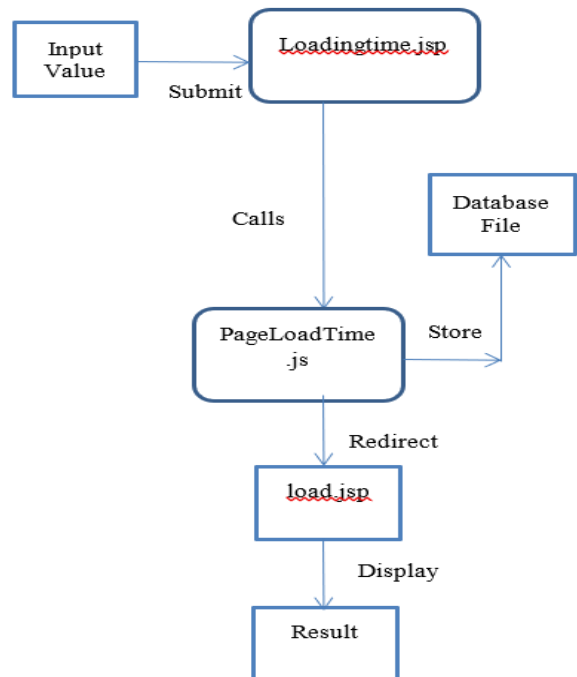 Input
Value
Loadingtime.jsp
Submit
Calls
Database
File
PageLoadTime
.js
Store
Redirect
load.jsp
Display
Result